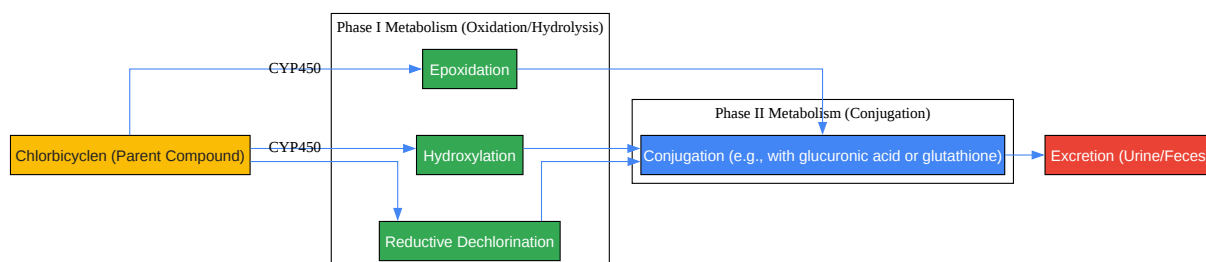 Phase I Metabolism (Oxidation/Hydrolysis)
CYP450
Epoxidation
Phase II Metabolism (Conjugation)
Chlorbicyclen (Parent Compound)
CYP450
Hydroxylation
Conjugation (e.g., with glucuronic acid or glutathione)
Excretion (Urine/Feces
Reductive Dechlorination